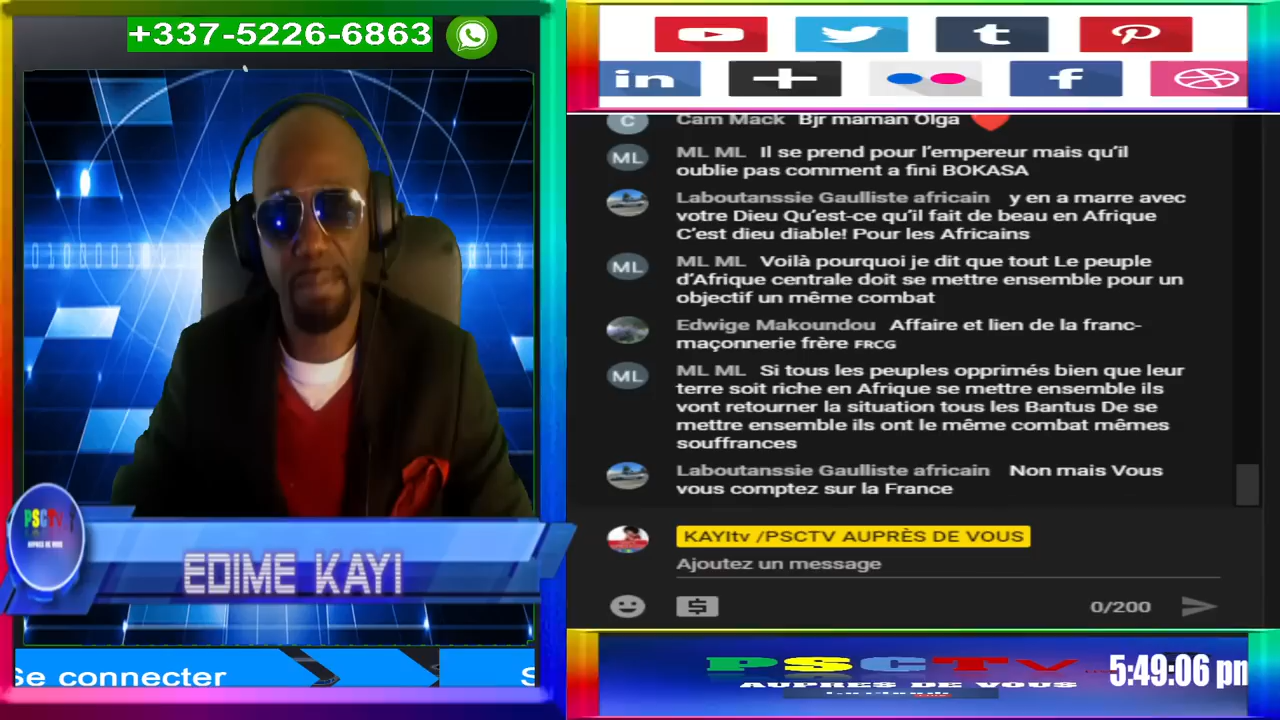 +337-5226-6863
Cam Mack Bjr maman Olga
ML ML Il se prend pour l’empereur mais qu’il
oublie pas comment a fini BOKASA
Laboutanssie Gaulliste africain y en a marre avec
votre Dieu Qu’est-ce qu’il fait de beau en Afrique
C’est dieu diable! Pour les Africains
ML ML Voilà pourquoi je dit que tout Le peuple
d’Afrique centrale doit se mettre ensemble pour un
objectif un même combat
Edwige Makoundou Affaire et lien de la franc-
maçonnerie frère FRCG
ML ML Si tous les peuples opprimés bien que leur
terre soit riche en Afrique se mettre ensemble ils
vont retourner la situation tous les Bantus De se
mettre ensemble ils ont le même combat mêmes
souffrances
Laboutanssie Gaulliste africain Non mais Vous
vous comptez sur la France
KAYItv /PSCTV AUPRÈS DE VOUS
Ajoutez un message
0/200
PSCTV
AUPRES DE VOUS
EDIME KAYI
Se connecter
S
PSCTV
AUPRES DE VOUS
5:49:06 pm